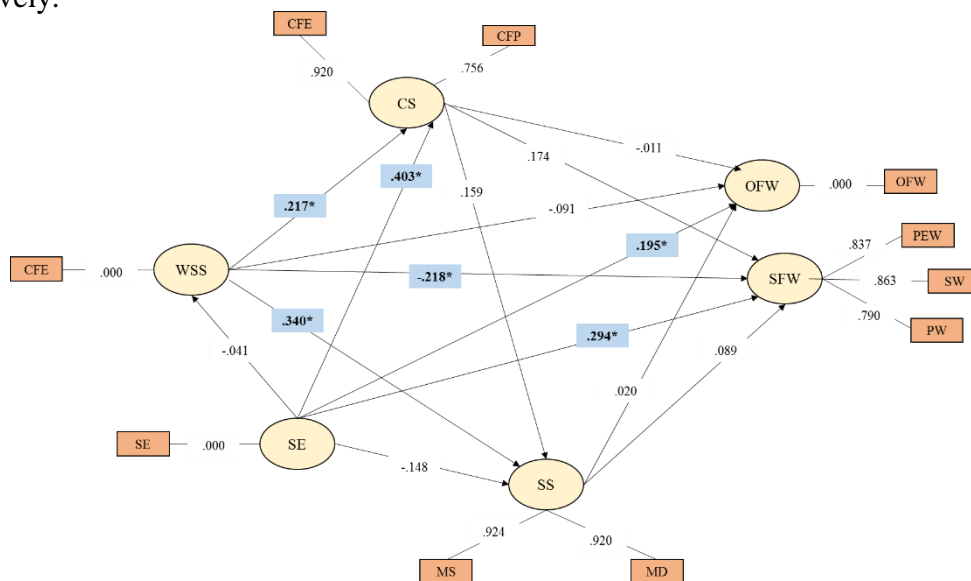 vely.
CFE
CFP
.920
.756
CS
.174
-.011
.403*
OFW
.000
OFW
.159
.217*
-.091
PEW
.195*
.837
CFE
.000
WSS
-.218*
SFW
.863
SW
.340*
.790
PW
.294*
-.041
.089
.020
SE
.000
SE
-.148
SS
.924
.920
MS
MD